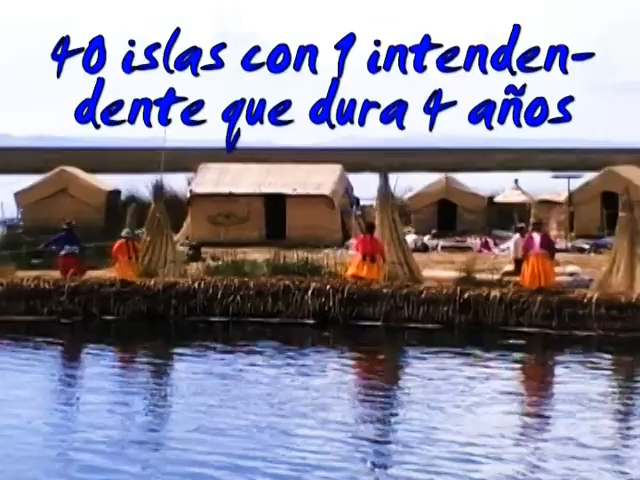 40 islas con 1 intenden-
dente que dura 4 años